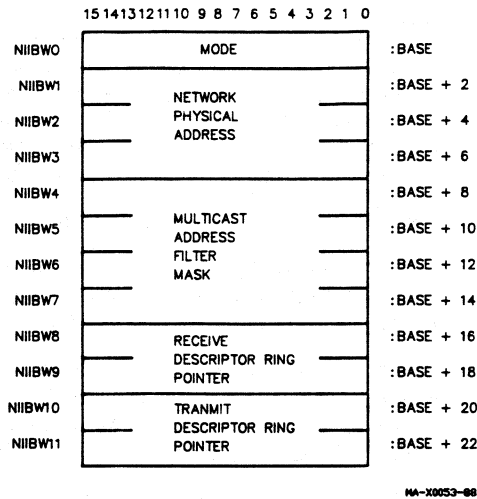 15 14 13 12 11 10 9 8 7 6 5 4 3 2 1 0
NIIBW0 MODE :BASE
NIIBW1 :BASE + 2
NETWORK
NIIBW2 PHYSICAL :BASE + 4
ADDRESS
NIIBW3 :BASE + 6
NIIBW4 :BASE + 8
NIIBW5 MULTICAST :BASE + 10
ADDRESS
NIIBW6 FILTER :BASE + 12
MASK
NIIBW7 :BASE + 14
NIIBW8 RECEIVE :BASE + 16
DESCRIPTOR RING
NIIBW9 POINTER :BASE + 18
NIIBW10 TRANMIT :BASE + 20
DESCRIPTOR RING
NIIBW11 POINTER :BASE + 22
MA-X0053-88